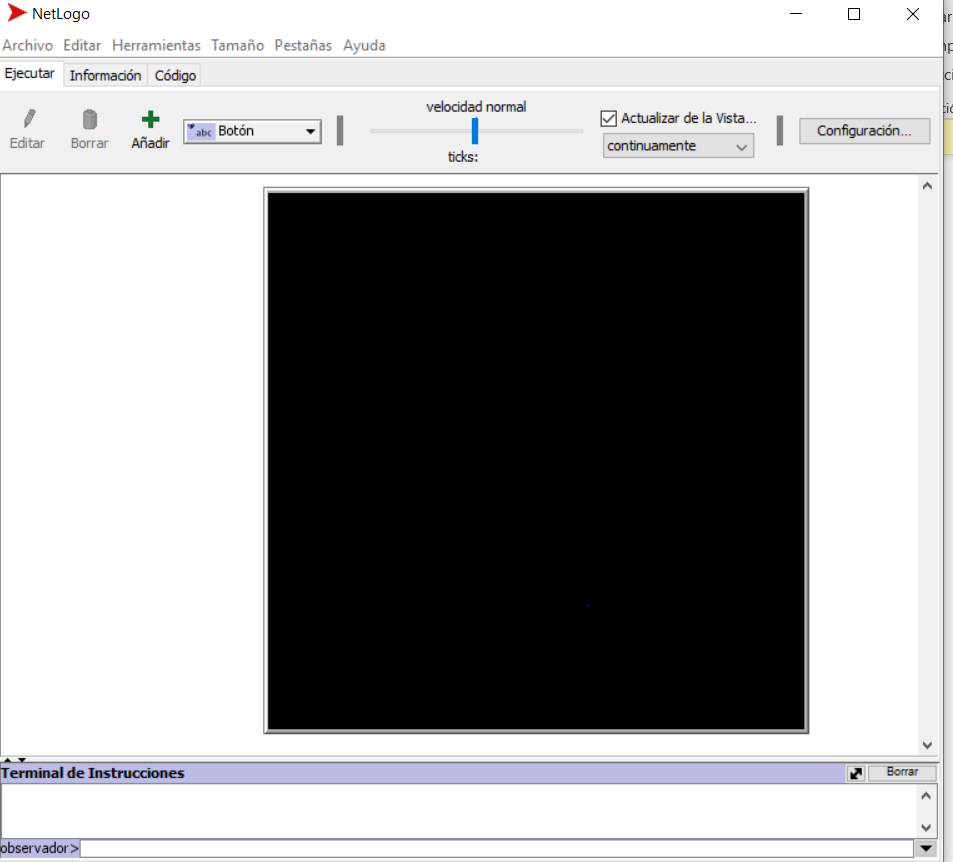 NetLogo
Archivo Editar Herramientas Tamaño Pestañas Ayuda
Ejecutar Información Código
velocidad normal
Editar Borrar Añadir abc Botón
ticks:
Actualizar de la Vista...
continuamente
Configuración...
Terminal de Instrucciones Borrar
observador>